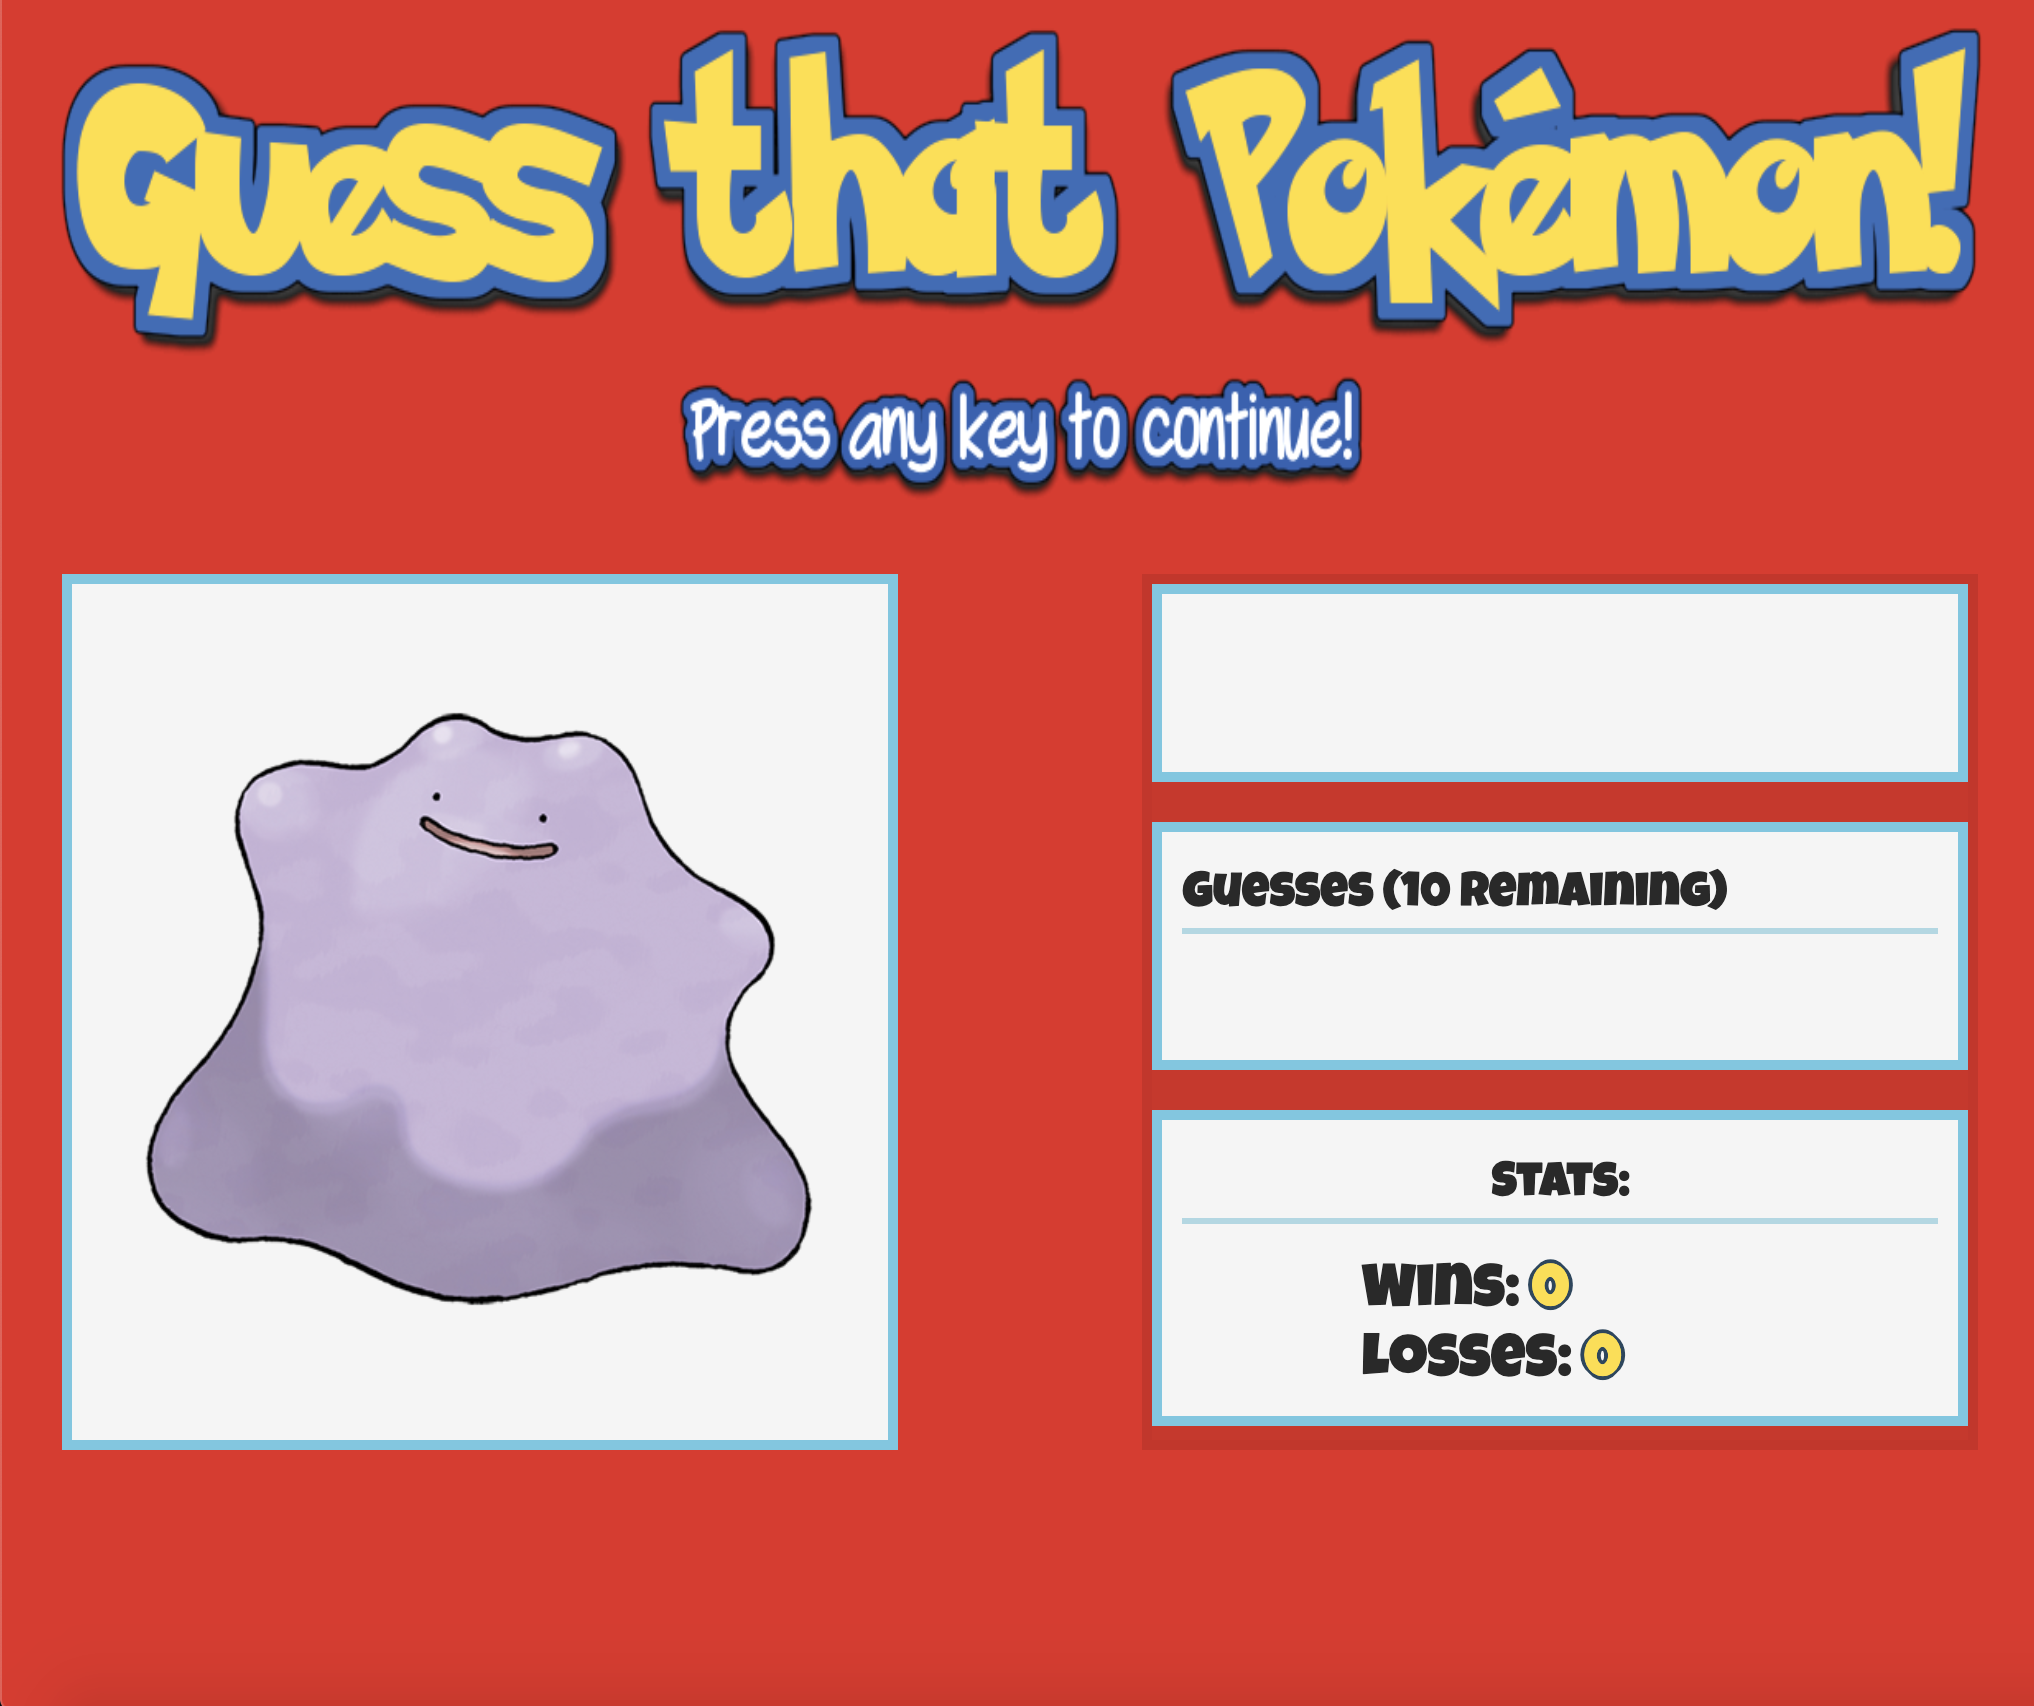 Guess that Pokémon!
Press any key to continue!
Guesses (10 Remaining)
STATS:
Wins: 0
Losses: 0